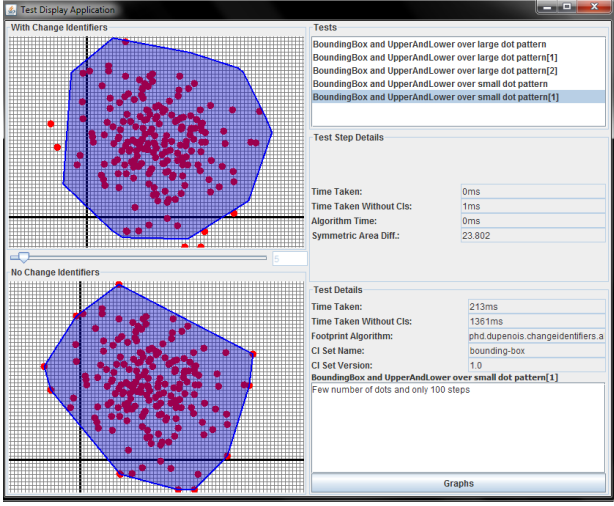 Test Display Application
With Change Identifiers
5
No Change Identifiers
Tests
BoundingBox and UpperAndLower over large dot pattern
BoundingBox and UpperAndLower over large dot pattern[1]
BoundingBox and UpperAndLower over large dot pattern[2]
BoundingBox and UpperAndLower over small dot pattern
BoundingBox and UpperAndLower over small dot pattern[1]
Test Step Details
Time Taken: 0ms
Time Taken Without CIs: 1ms
Algorithm Time: 0ms
Symmetric Area Diff.: 23.802
Test Details
Time Taken: 213ms
Time Taken Without CIs: 1361ms
Footprint Algorithm: phd.dupenois.changeidentifiers.a
CI Set Name: bounding-box
CI Set Version: 1.0
BoundingBox and UpperAndLower over small dot pattern[1]
Few number of dots and only 100 steps
Graphs